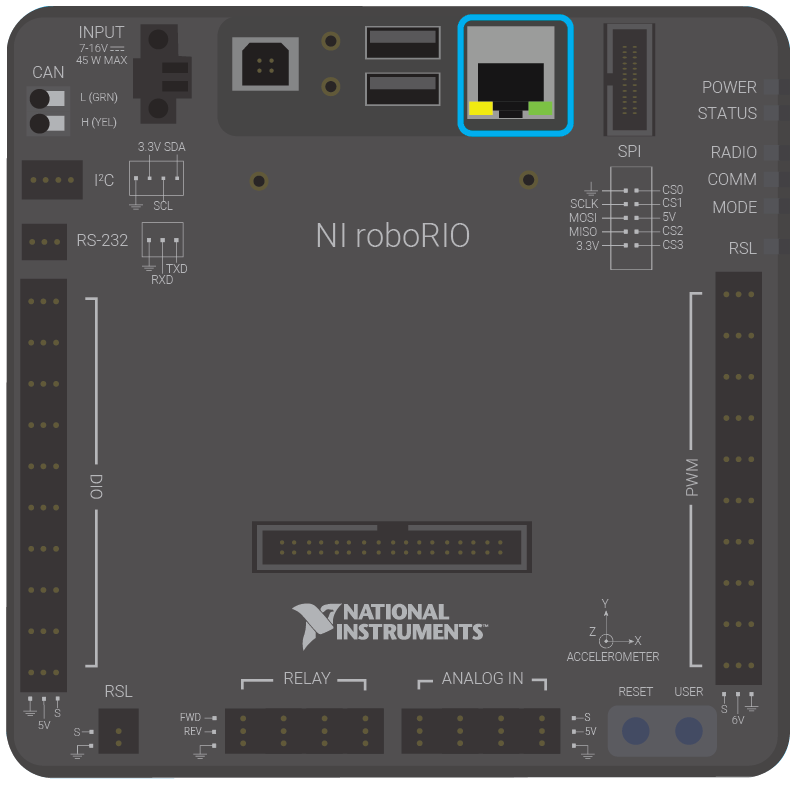 INPUT
7-16V
45 W MAX
CAN
L (GRN)
H (YEL)
POWER
STATUS
RADIO
COMM
MODE
RSL
3.3V SDA
I²C
SCL
SPI
CS0
SCLK CS1
MOSI 5V
MISO CS2
3.3V CS3
RS-232
TXD
RXD
NI roboRIO
DIO
PWM
NATIONAL
INSTRUMENTS™
Y
Z X
ACCELEROMETER
S
5V
RSL
S
RELAY
FWD
REV
ANALOG IN
S
5V
RESET USER
S
6V